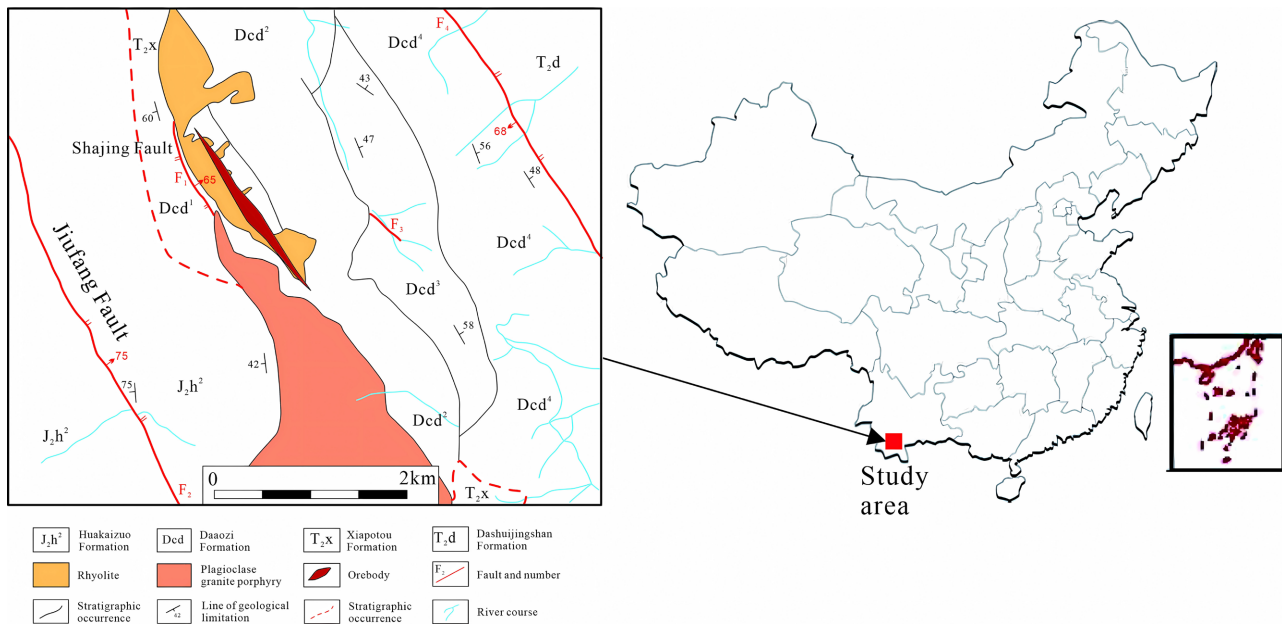 F₄
Dcd²
Dcd⁴
T₂x
T₂d
43
60
68
Shajing Fault
47
56
48
F₁
65
Dcd¹
F₃
Dcd⁴
Jiufang Fault
Dcd³
58
75
42
75
J₂h²
Dcd²
Dcd⁴
J₂h²
0 2km
F₂
T₂x
Study
area
J₂h² Huakaizuo Formation
Dcd Daaozi Formation
T₂x Xiapotou Formation
T₂d Dashuijingshan Formation
Rhyolite
Plagioclase granite porphyry
Orebody
F₂ Fault and number
Stratigraphic occurrence
42 Line of geological limitation
Stratigraphic occurrence
River course